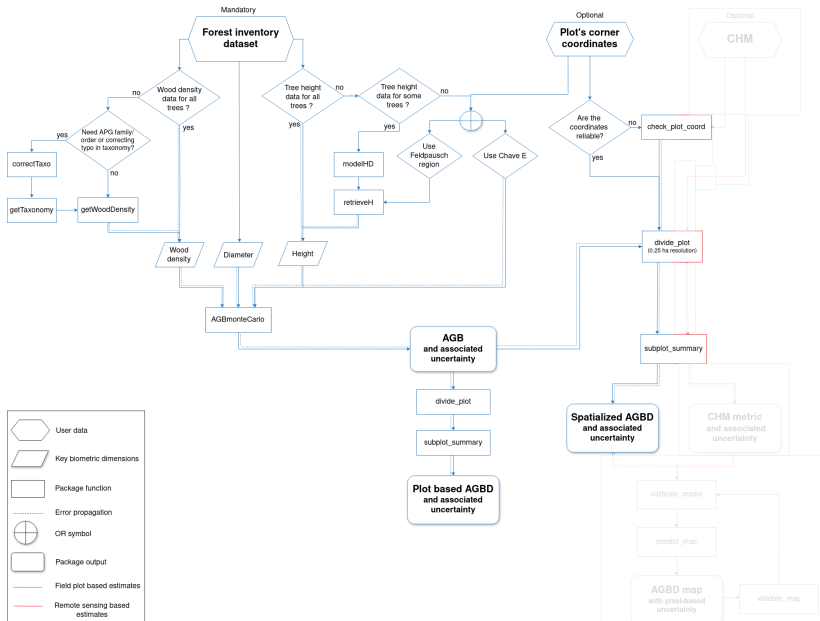 Mandatory
Forest inventory
dataset
Optional
Plot's corner
coordinates
Optional
CHM
no
Wood density
data for all
trees ?
yes
Tree height
data for all
trees ?
no
yes
Tree height
data for some
trees ?
no
yes
Are the
coordinates
reliable?
no
yes
check_plot_coord
yes
Need APG family/
order or correcting
typo in taxonomy?
no
correctTaxo
getTaxonomy
getWoodDensity
modelHD
retrieveH
Use
Feldpausch
region
Use Chave E
Wood
density
Diameter
Height
divide_plot
(0.25 ha resolution)
AGBmonteCarlo
AGB
and associated
uncertainty
subplot_summary
divide_plot
subplot_summary
Plot based AGBD
and associated
uncertainty
Spatialized AGBD
and associated
uncertainty
CHM metric
and associated
uncertainty
calibrate_model
predict_map
AGBD map
with pixel-based
uncertainty
validate_map
User data
Key biometric dimensions
Package function
Error propagation
OR symbol
Package output
Field plot based estimates
Remote sensing based
estimates